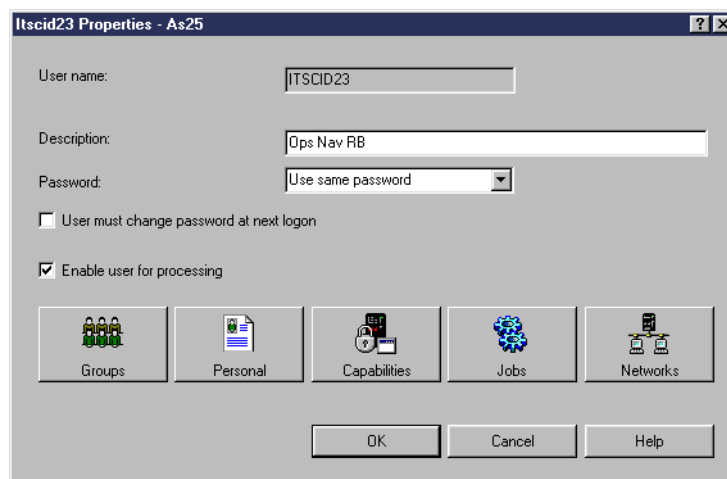 Itscid23 Properties - As25
User name:
ITSCID23
Description:
Ops Nav RB
Password:
Use same password
User must change password at next logon
Enable user for processing
Groups
Personal
Capabilities
Jobs
Networks
OK
Cancel
Help